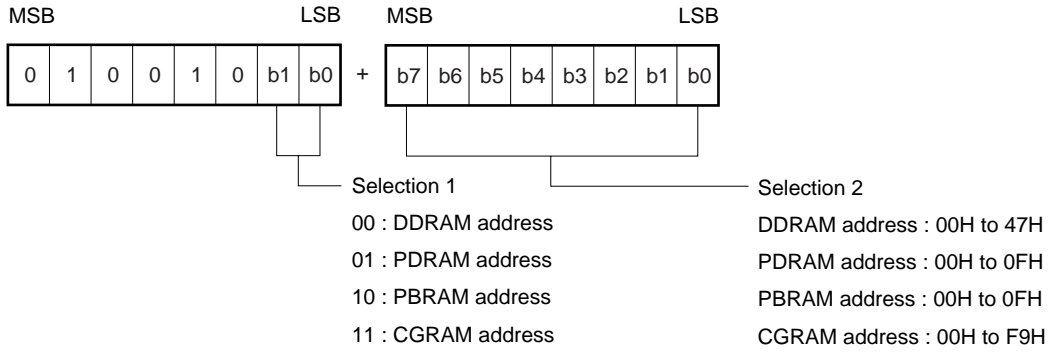 MSB LSB MSB LSB
0 1 0 0 1 0 b1 b0 + b7 b6 b5 b4 b3 b2 b1 b0
Selection 1
00 : DDRAM address
01 : PDRAM address
10 : PBRAM address
11 : CGRAM address
Selection 2
DDRAM address : 00H to 47H
PDRAM address : 00H to 0FH
PBRAM address : 00H to 0FH
CGRAM address : 00H to F9H